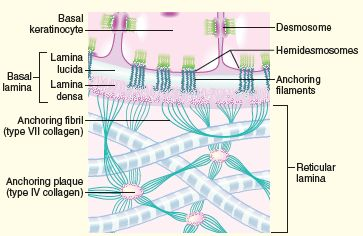 Basal
keratinocyte
Desmosome
Hemidesmosomes
Lamina
lucida
Basal
lamina
Lamina
densa
Anchoring
filaments
Anchoring fibril
(type VII collagen)
Anchoring plaque
(type IV collagen)
Reticular
lamina